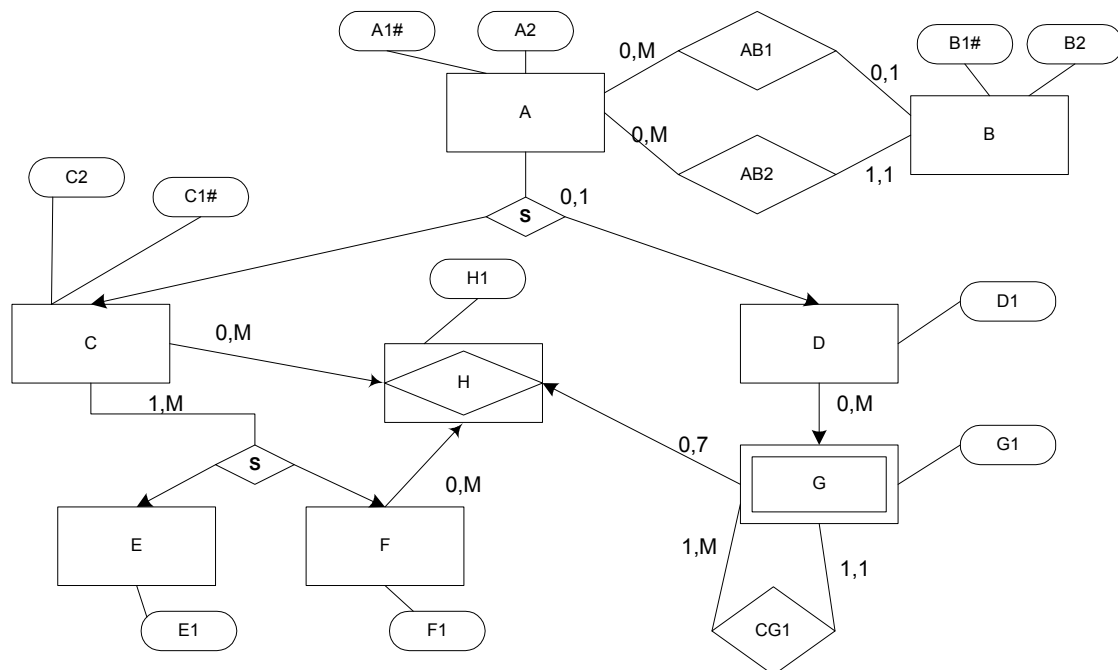 A1#
A2
B1#
B2
AB1
0,M
0,1
A
B
0,M
AB2
1,1
C2
C1#
0,1
S
H1
D1
0,M
C
D
H
1,M
0,M
0,7
G1
S
G
0,M
E
F
1,M
1,1
E1
F1
CG1